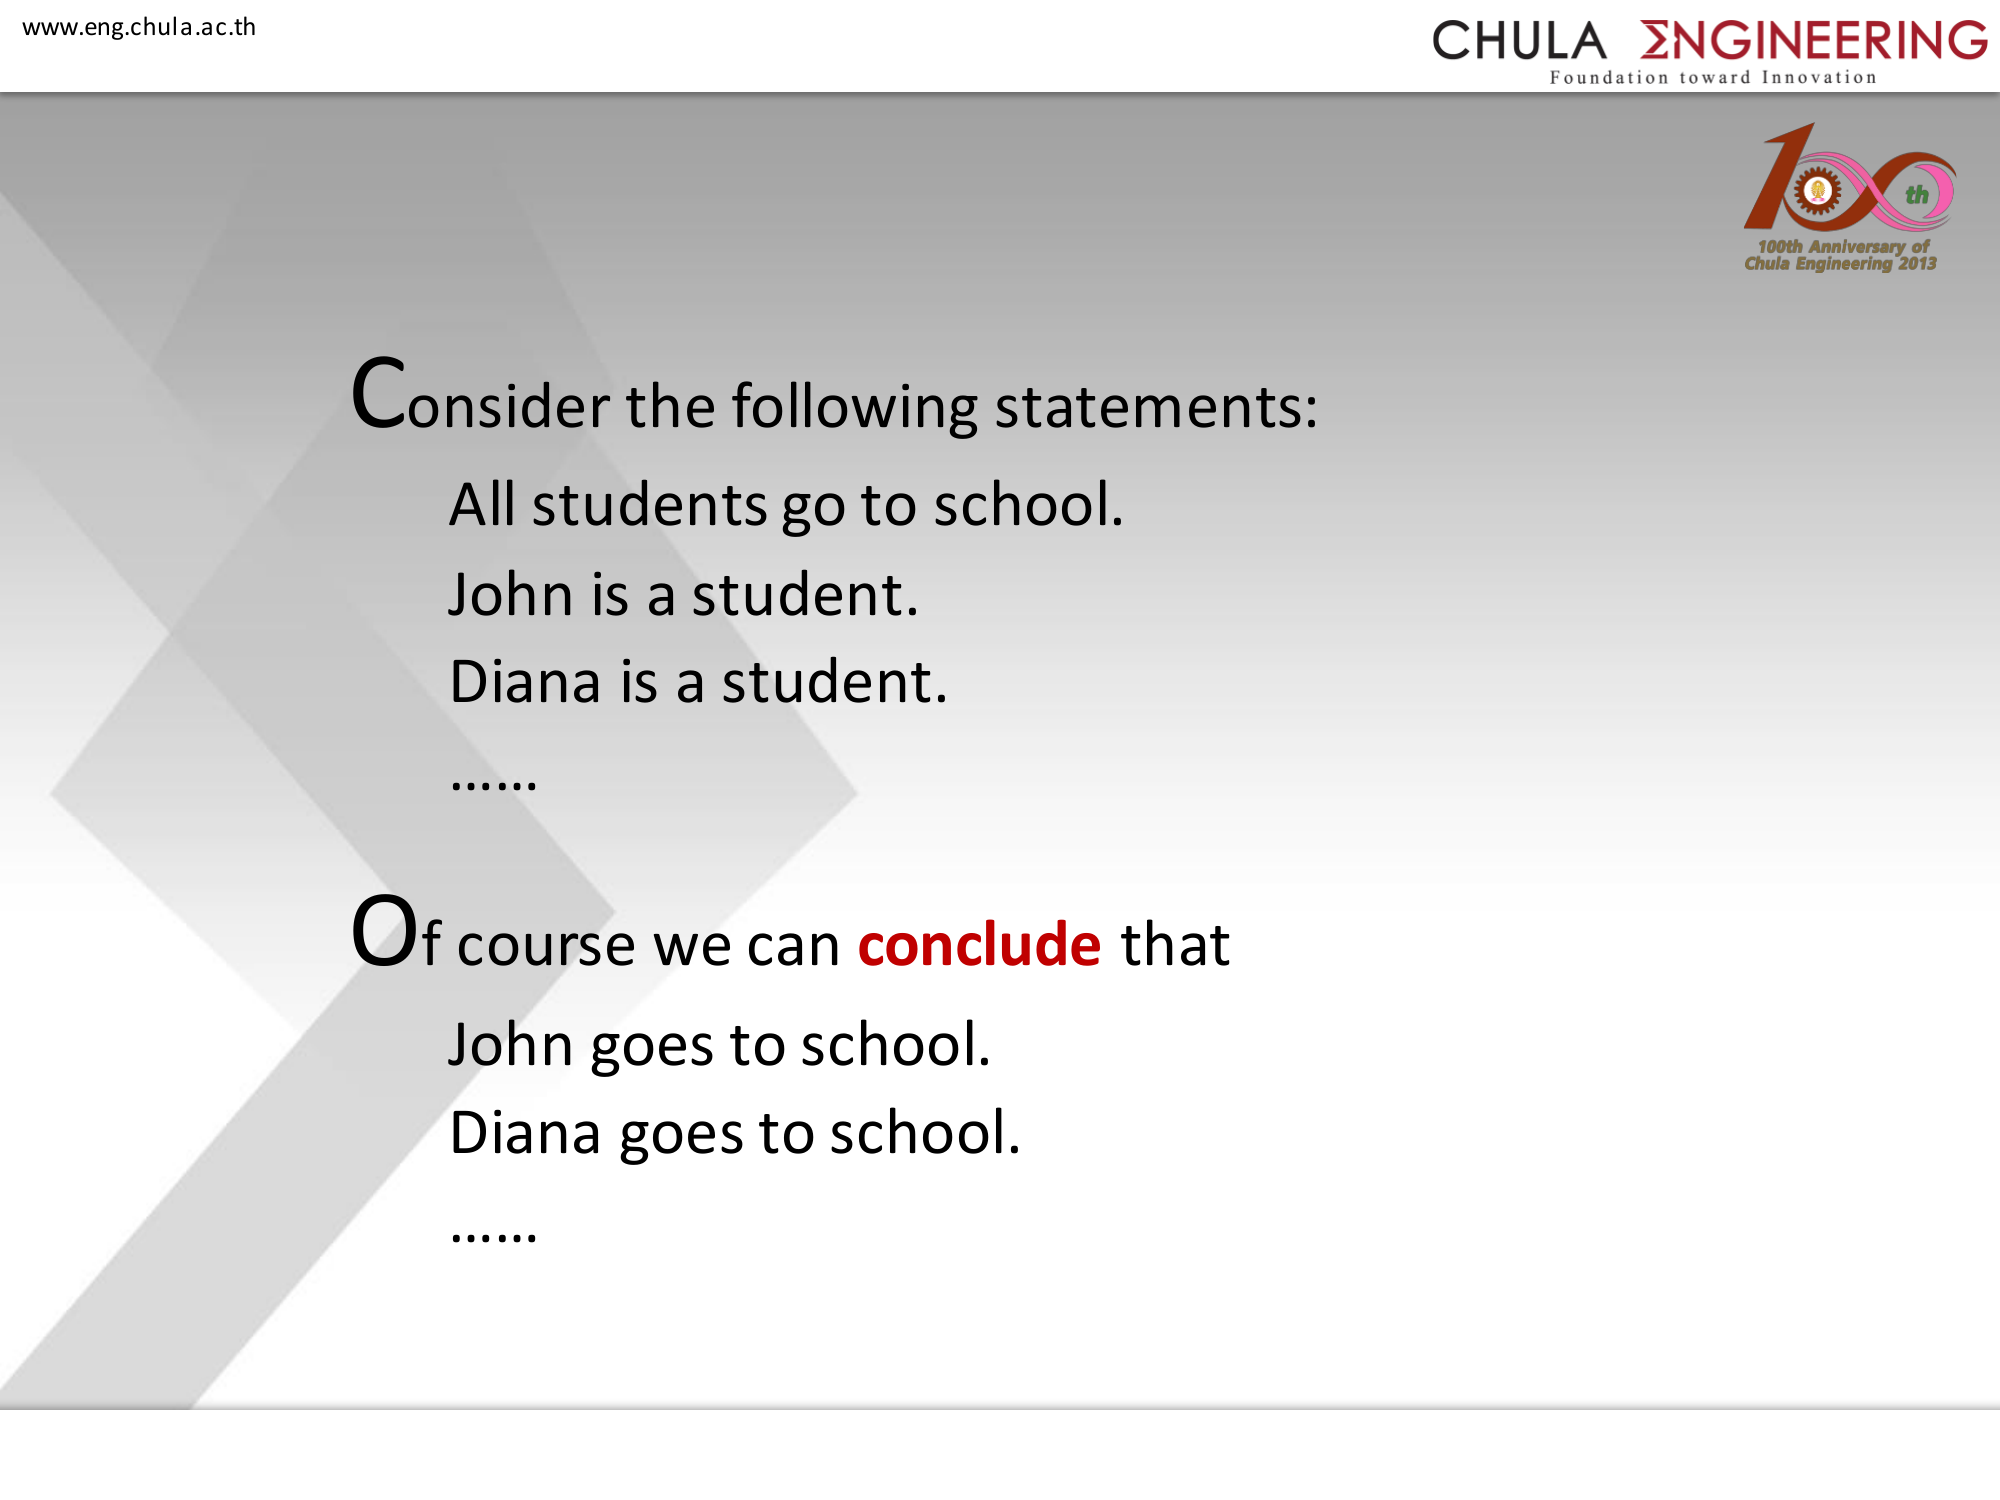 www.eng.chula.ac.th
CHULA ΣNGINEERING
Foundation toward Innovation
100th
100th Anniversary of
Chula Engineering 2013
Consider the following statements:
All students go to school.
John is a student.
Diana is a student.
……
Of course we can conclude that
John goes to school.
Diana goes to school.
……